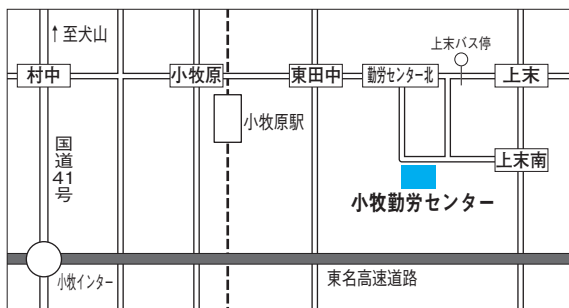 ↑至犬山
上末バス停
村中
小牧原
東田中
勤労センター北
上末
小牧原駅
国道41号
上末南
小牧勤労センター
小牧インター
東名高速道路